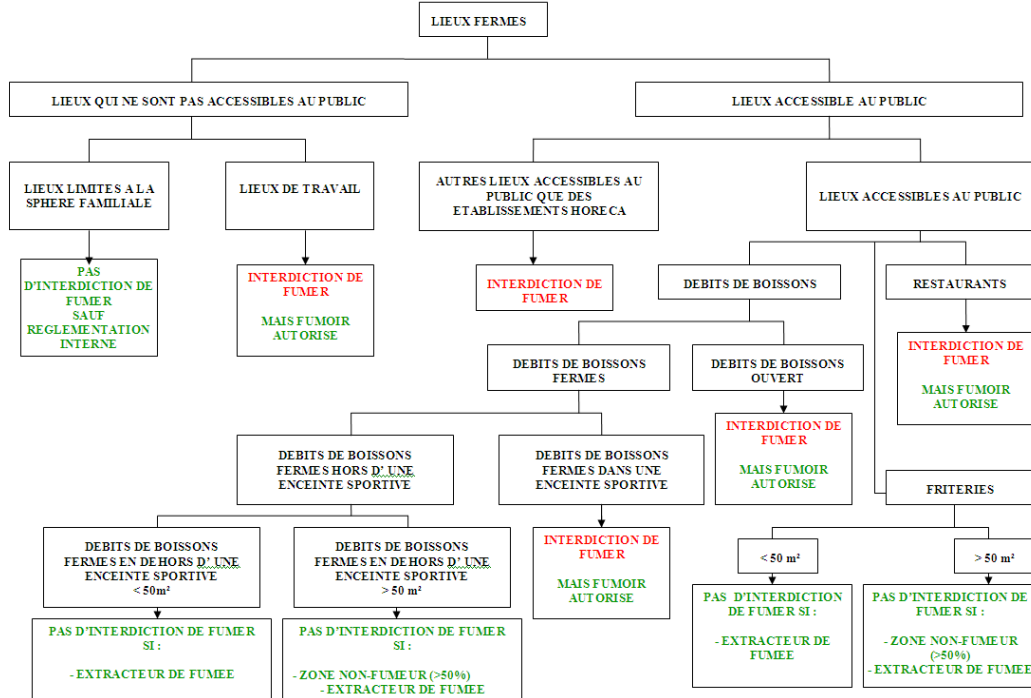 LIEUX FERMES
LIEUX QUI NE SONT PAS ACCESSIBLES AU PUBLIC
LIEUX ACCESSIBLE AU PUBLIC
LIEUX LIMITES A LA
SPHERE FAMILIALE
LIEUX DE TRAVAIL
AUTRES LIEUX ACCESSIBLES AU
PUBLIC QUE DES
ETABLISSEMENTS HORECA
LIEUX ACCESSIBLES AU PUBLIC
PAS
D'INTERDICTION DE
FUMER
SAUF
REGLEMENTATION
INTERNE
INTERDICTION DE
FUMER
MAIS FUMOIR
AUTORISE
INTERDICTION DE
FUMER
DEBITS DE BOISSONS
RESTAURANTS
INTERDICTION DE
FUMER
MAIS FUMOIR
AUTORISE
DEBITS DE BOISSONS
FERMES
DEBITS DE BOISSONS
OUVERT
INTERDICTION DE
FUMER
MAIS FUMOIR
AUTORISE
DEBITS DE BOISSONS
FERMES HORS D' UNE
ENCEINTE SPORTIVE
DEBITS DE BOISSONS
FERMES DANS UNE
ENCEINTE SPORTIVE
FRITERIES
DEBITS DE BOISSONS
FERMES EN DEHORS D' UNE
ENCEINTE SPORTIVE
< 50m²
DEBITS DE BOISSONS
FERMES EN DEHORS D' UNE
ENCEINTE SPORTIVE
> 50 m²
INTERDICTION DE
FUMER
MAIS FUMOIR
AUTORISE
< 50 m²
> 50 m²
PAS D'INTERDICTION DE FUMER
SI :
- EXTRACTEUR DE FUMEE
PAS D'INTERDICTION DE FUMER
SI :
- ZONE NON-FUMEUR (>50%)
- EXTRACTEUR DE FUMEE
PAS D'INTERDICTION
DE FUMER SI :
- EXTRACTEUR DE
FUMEE
PAS D'INTERDICTION DE
FUMER SI :
- ZONE NON-FUMEUR
(>50%)
- EXTRACTEUR DE FUMEE